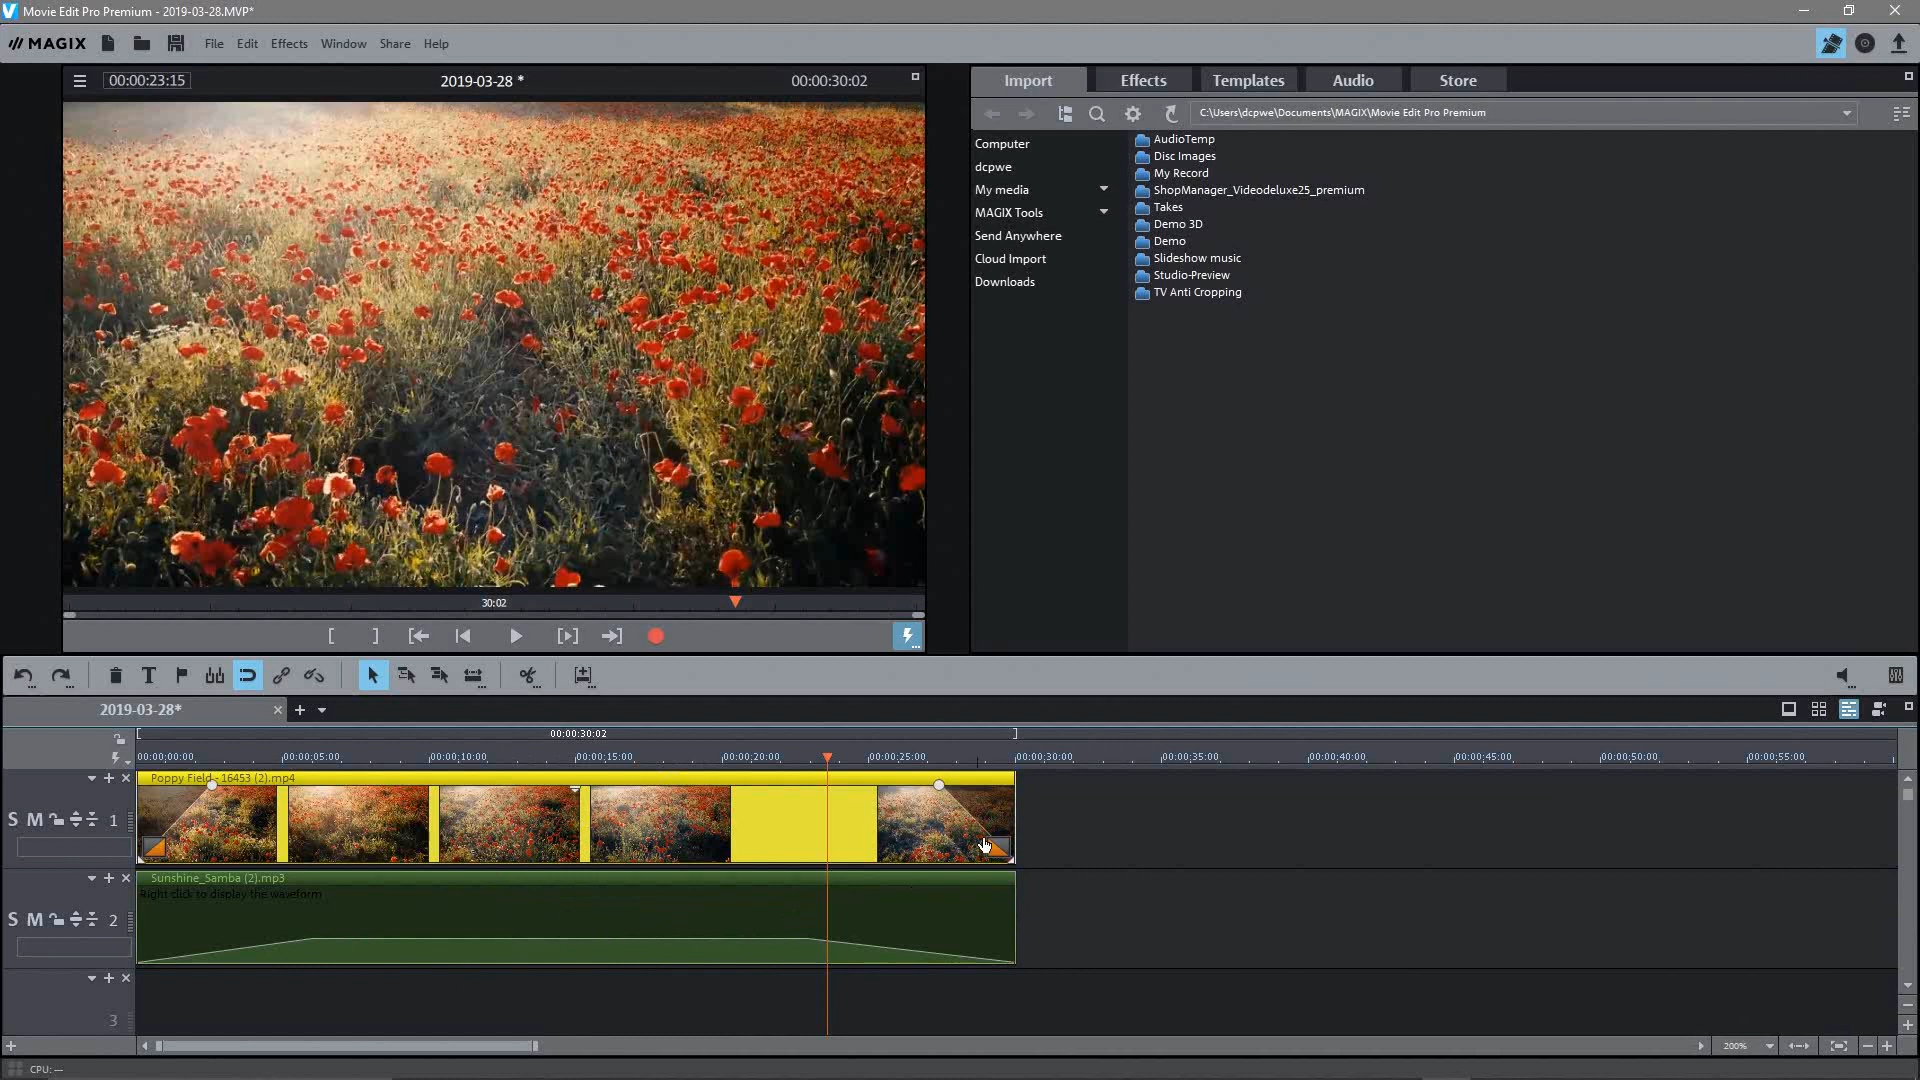 Movie Edit Pro Premium - 2019-03-28.MVP*
MAGIX File Edit Effects Window Share Help
00:00:23:15 2019-03-28 * 00:00:30:02
Import Effects Templates Audio Store
C:\Users\dcpwe\Documents\MAGIX\Movie Edit Pro Premium
Computer
dcpwe
My media
MAGIX Tools
Send Anywhere
Cloud Import
Downloads
AudioTemp
Disc Images
My Record
ShopManager_Videodeluxe25_premium
Takes
Demo 3D
Demo
Slideshow music
Studio-Preview
TV Anti Cropping
30:02
2019-03-28*
00:00:30:02
00:00:00;00 00:00:05;00 00:00:10;00 00:00:15;00 00:00:20;00 00:00:25;00 00:00:30;00 00:00:35;00 00:00:40;00 00:00:45;00 00:00:50;00 00:00:55;00
Poppy Field - 16453 (2).mp4
S M 1
Sunshine_Samba (2).mp3
Right click to display the waveform
S M 2
3
200%
CPU: —